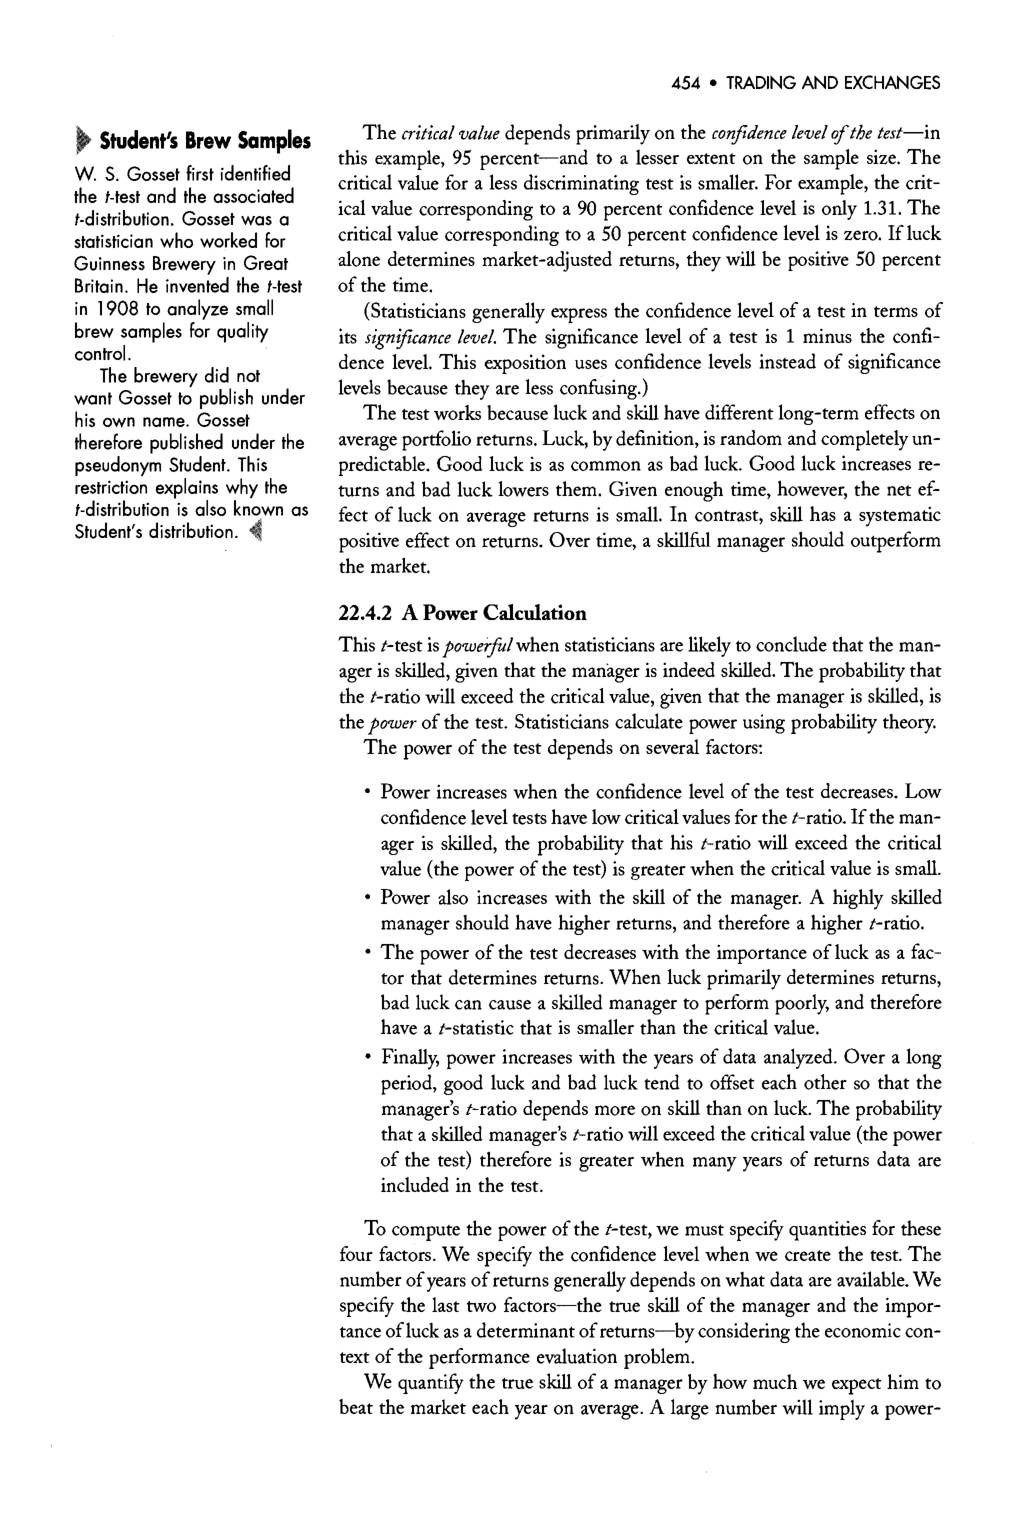 454 • TRADING AND EXCHANGES
Student's Brew Samples
W. S. Gosset first identified
the t-test and the associated
t-distribution. Gosset was a
statistician who worked for
Guinness Brewery in Great
Britain. He invented the t-test
in 1908 to analyze small
brew samples for quality
control.
The brewery did not
want Gosset to publish under
his own name. Gosset
therefore published under the
pseudonym Student. This
restriction explains why the
t-distribution is also known as
Student's distribution.
The critical value depends primarily on the confidence level of the test—in
this example, 95 percent—and to a lesser extent on the sample size. The
critical value for a less discriminating test is smaller. For example, the crit-
ical value corresponding to a 90 percent confidence level is only 1.31. The
critical value corresponding to a 50 percent confidence level is zero. If luck
alone determines market-adjusted returns, they will be positive 50 percent
of the time.
(Statisticians generally express the confidence level of a test in terms of
its significance level. The significance level of a test is 1 minus the confi-
dence level. This exposition uses confidence levels instead of significance
levels because they are less confusing.)
The test works because luck and skill have different long-term effects on
average portfolio returns. Luck, by definition, is random and completely un-
predictable. Good luck is as common as bad luck. Good luck increases re-
turns and bad luck lowers them. Given enough time, however, the net ef-
fect of luck on average returns is small. In contrast, skill has a systematic
positive effect on returns. Over time, a skillful manager should outperform
the market.
22.4.2 A Power Calculation
This t-test is powerful when statisticians are likely to conclude that the man-
ager is skilled, given that the manager is indeed skilled. The probability that
the t-ratio will exceed the critical value, given that the manager is skilled, is
the power of the test. Statisticians calculate power using probability theory.
The power of the test depends on several factors:
• Power increases when the confidence level of the test decreases. Low
confidence level tests have low critical values for the t-ratio. If the man-
ager is skilled, the probability that his t-ratio will exceed the critical
value (the power of the test) is greater when the critical value is small.
• Power also increases with the skill of the manager. A highly skilled
manager should have higher returns, and therefore a higher t-ratio.
• The power of the test decreases with the importance of luck as a fac-
tor that determines returns. When luck primarily determines returns,
bad luck can cause a skilled manager to perform poorly, and therefore
have a t-statistic that is smaller than the critical value.
• Finally, power increases with the years of data analyzed. Over a long
period, good luck and bad luck tend to offset each other so that the
manager's t-ratio depends more on skill than on luck. The probability
that a skilled manager's t-ratio will exceed the critical value (the power
of the test) therefore is greater when many years of returns data are
included in the test.
To compute the power of the t-test, we must specify quantities for these
four factors. We specify the confidence level when we create the test. The
number of years of returns generally depends on what data are available. We
specify the last two factors—the true skill of the manager and the impor-
tance of luck as a determinant of returns—by considering the economic con-
text of the performance evaluation problem.
We quantify the true skill of a manager by how much we expect him to
beat the market each year on average. A large number will imply a power-